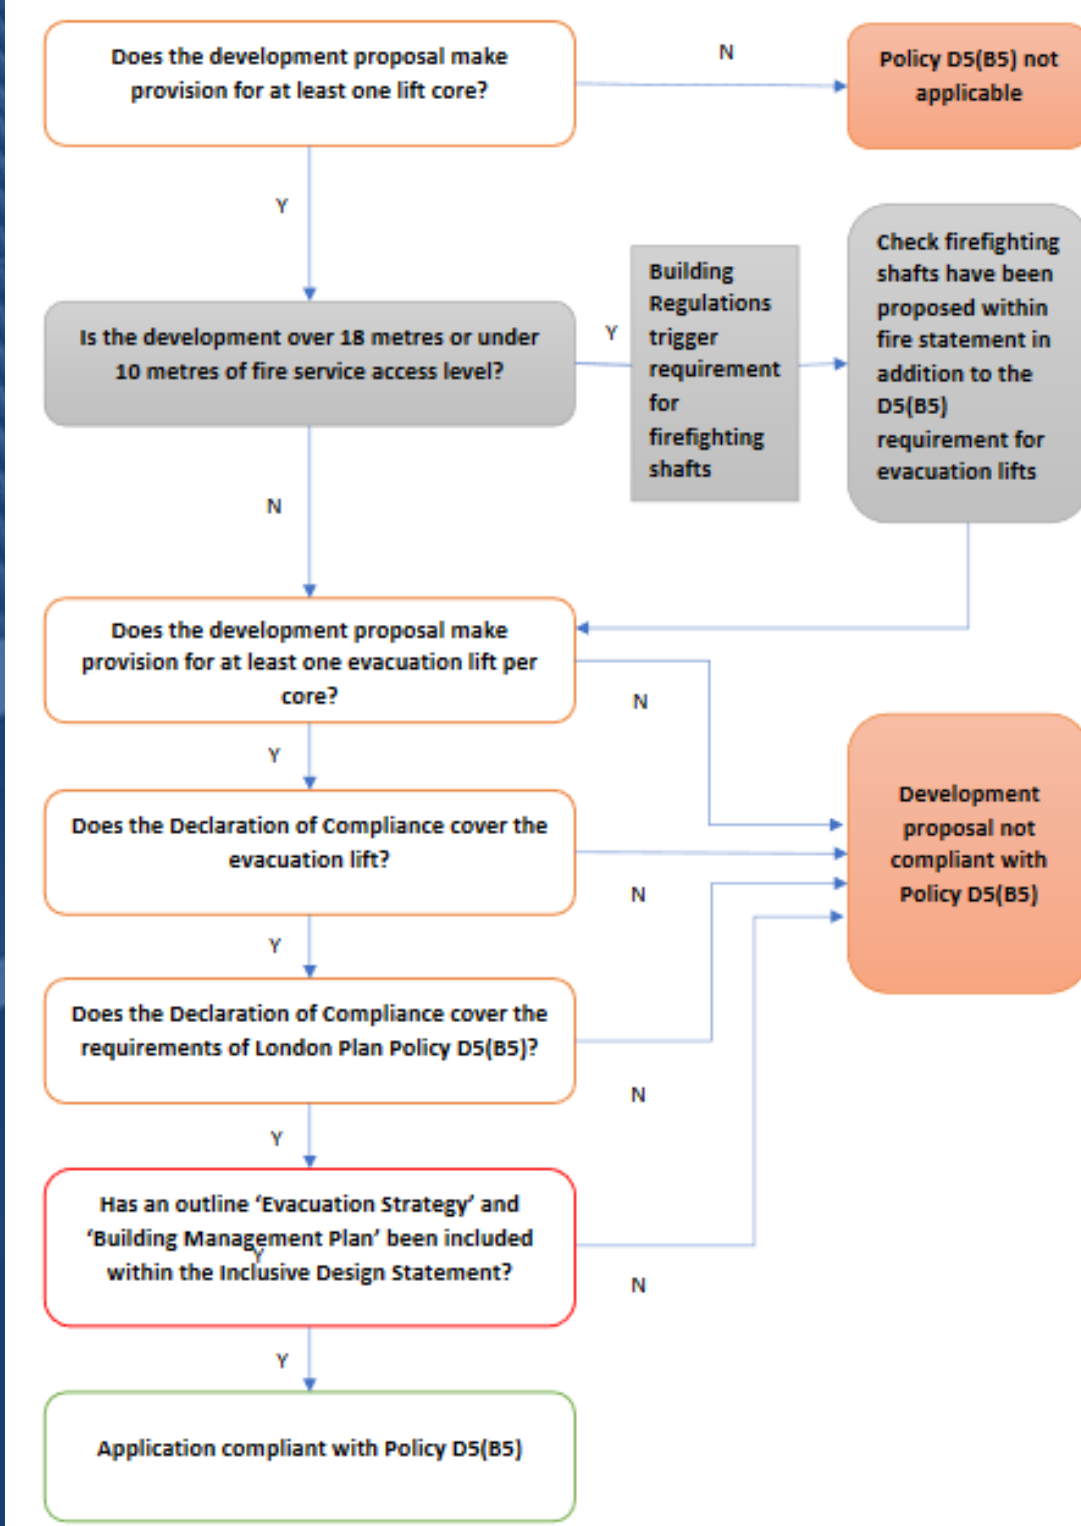 Does the development proposal make
provision for at least one lift core?
N
Policy D5(B5) not
applicable
Y
Is the development over 18 metres or under
10 metres of fire service access level?
Y
Building
Regulations
trigger
requirement
for
firefighting
shafts
Check firefighting
shafts have been
proposed within
fire statement in
addition to the
D5(B5)
requirement for
evacuation lifts
N
Does the development proposal make
provision for at least one evacuation lift per
core?
N
Y
Does the Declaration of Compliance cover the
evacuation lift?
N
Development
proposal not
compliant with
Policy D5(B5)
Y
Does the Declaration of Compliance cover the
requirements of London Plan Policy D5(B5)?
N
Y
Has an outline ‘Evacuation Strategy’ and
‘Building Management Plan’ been included
Y
within the Inclusive Design Statement?
N
Y
Application compliant with Policy D5(B5)